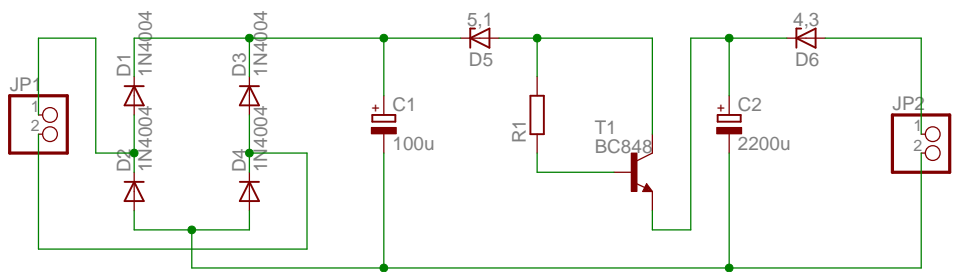 JP1
1
2
D1
1N4004
D2
1N4004
D3
1N4004
D4
1N4004
C1
100u
5,1
D5
R1
T1
BC848
C2
2200u
4,3
D6
JP2
1
2